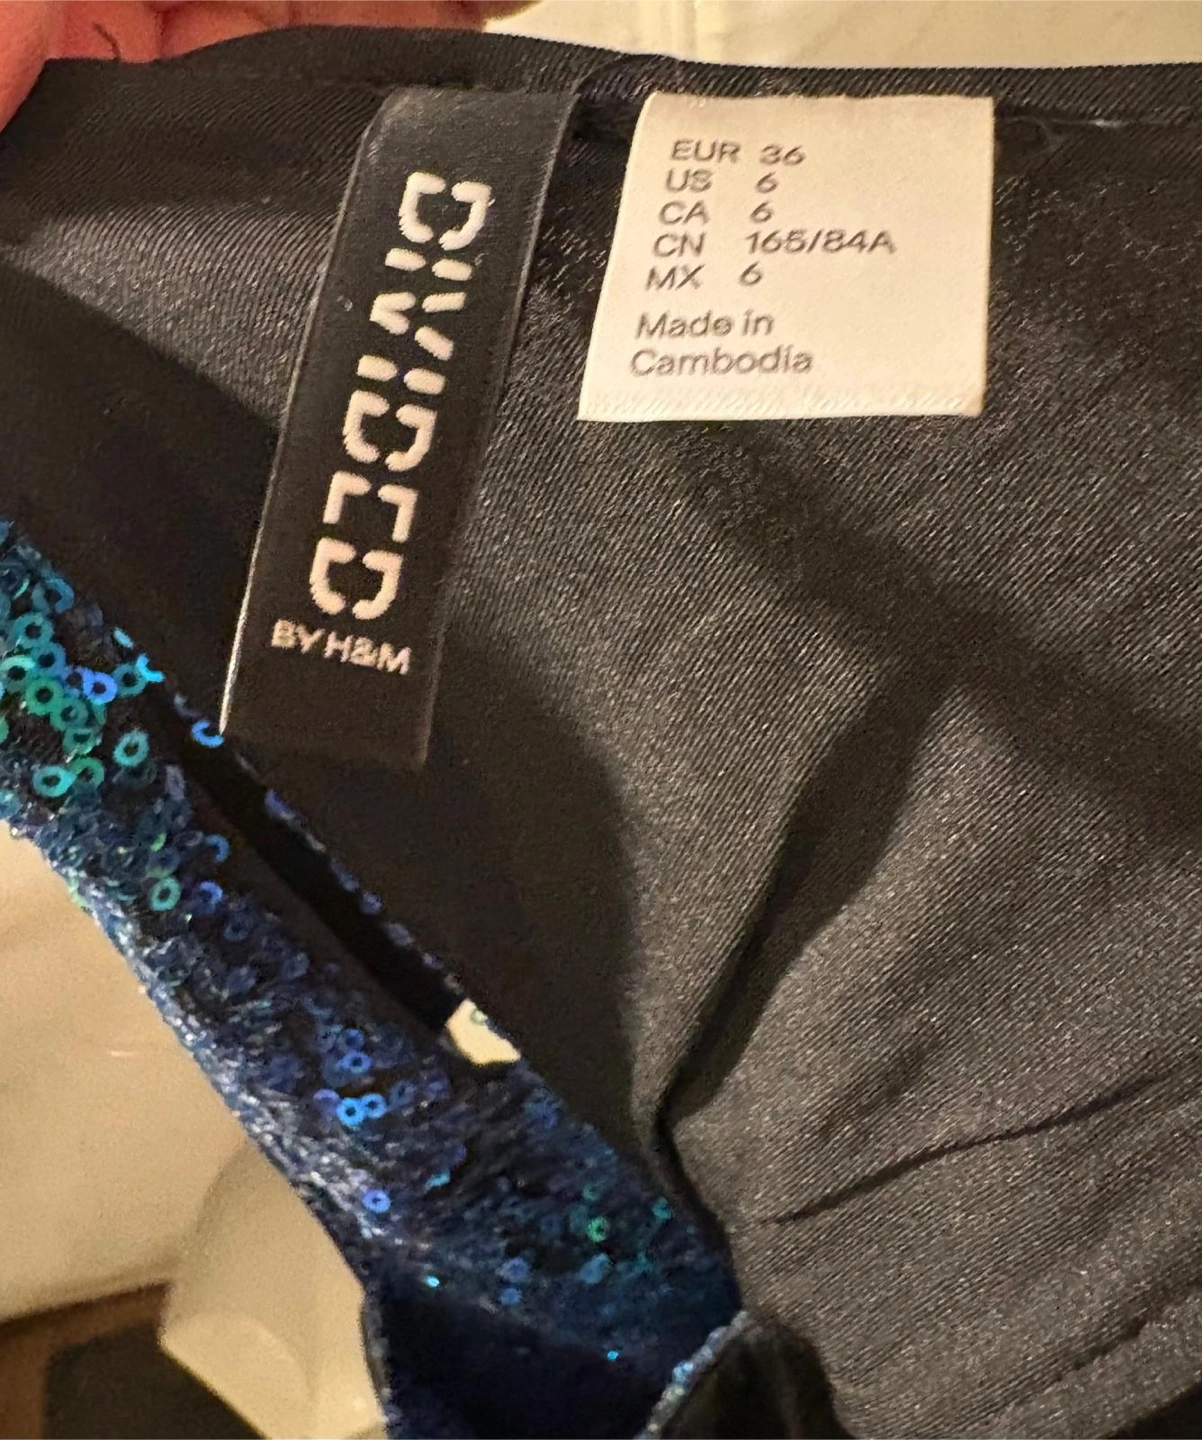 DIVIDED
BY H&M
EUR 36
US 6
CA 6
CN 165/84A
MX 6
Made in
Cambodia